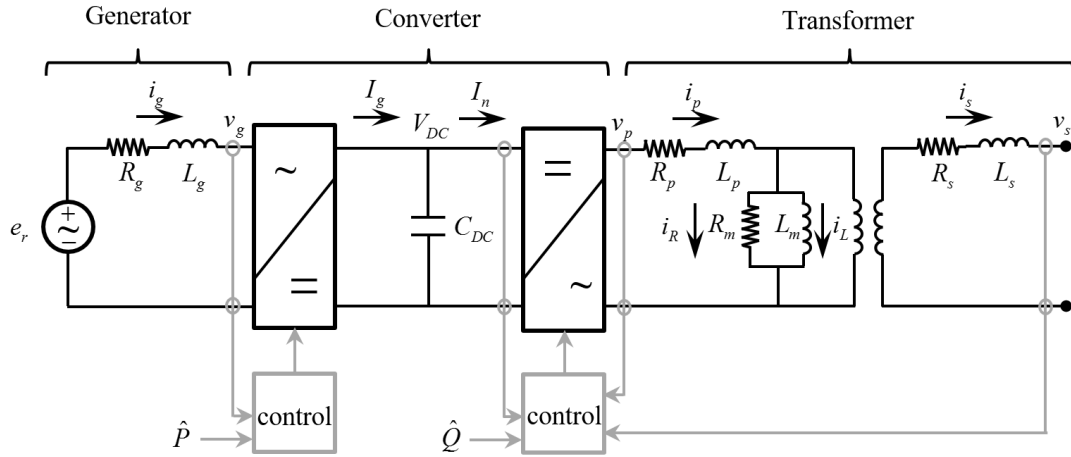 Generator Converter Transformer
i_g I_g I_n i_p i_s
v_g V_DC v_p v_s
R_g L_g ~ = R_p L_p R_s L_s
e_r + ~ − C_DC i_R R_m L_m i_L
= ~
control control
P̂ Q̂